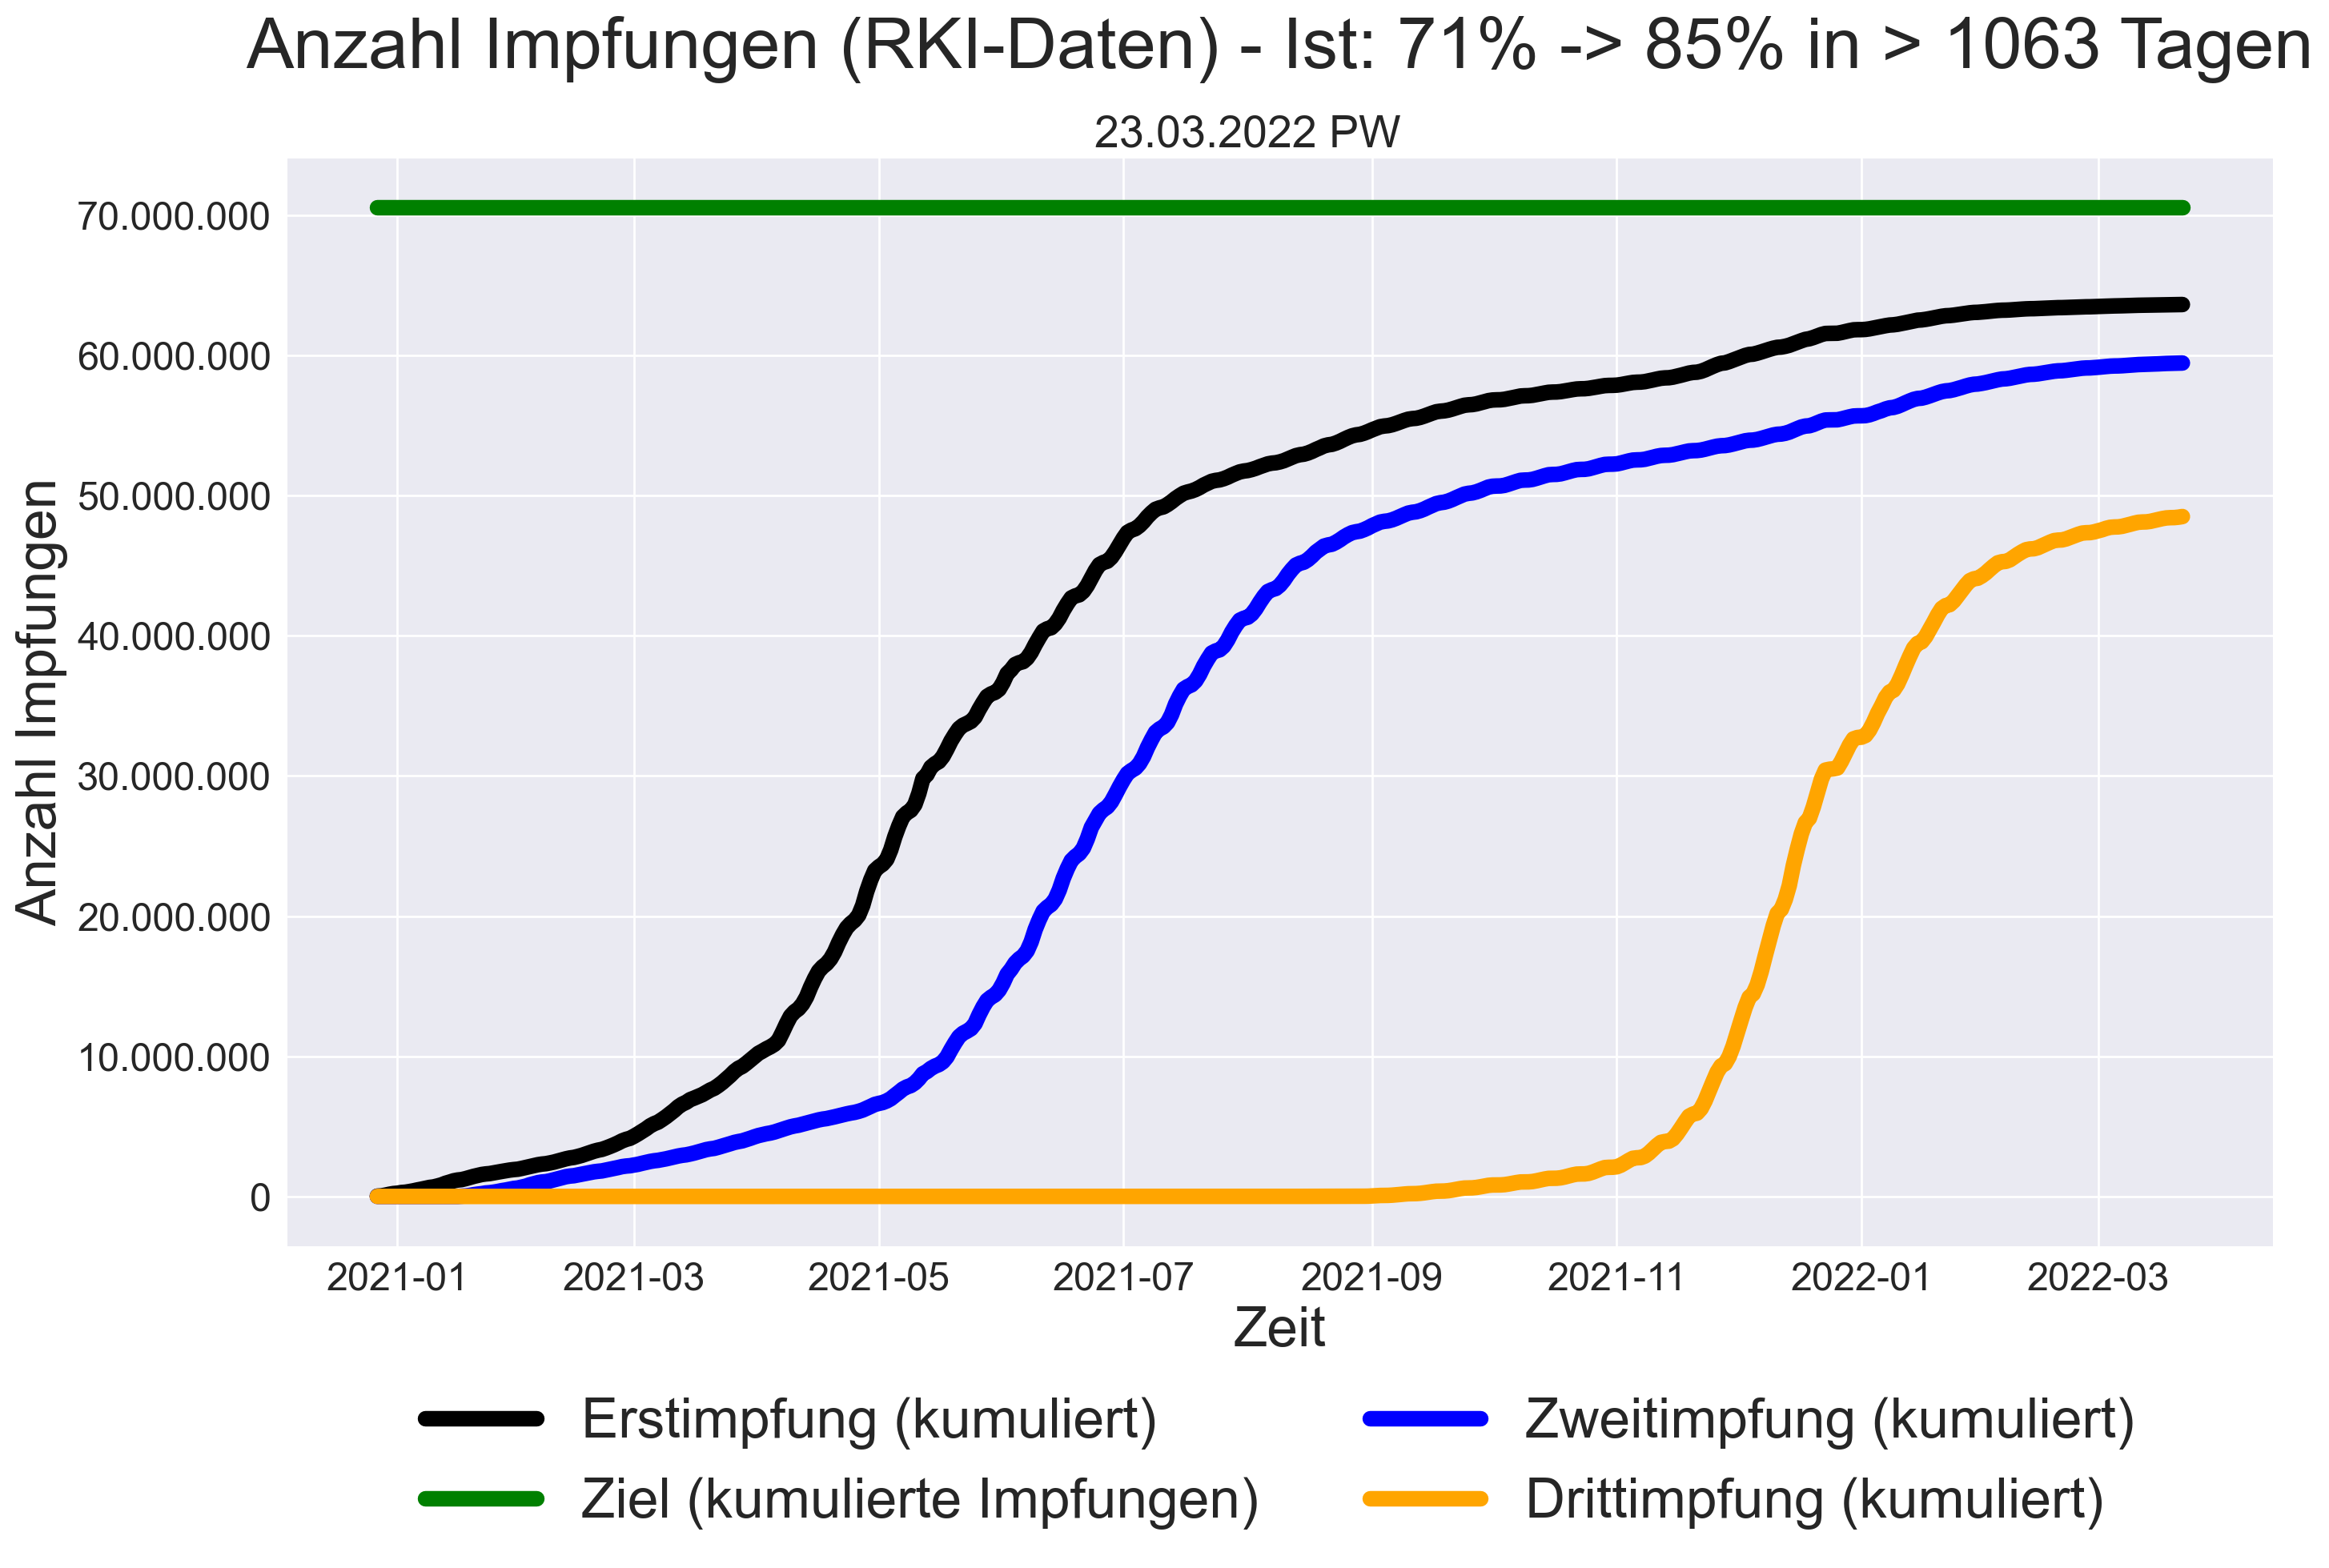 Anzahl Impfungen (RKI-Daten) - Ist: 71% -> 85% in > 1063 Tagen
23.03.2022 PW
Anzahl Impfungen
70.000.000
60.000.000
50.000.000
40.000.000
30.000.000
20.000.000
10.000.000
0
2021-01 2021-03 2021-05 2021-07 2021-09 2021-11 2022-01 2022-03
Zeit
Erstimpfung (kumuliert) Zweitimpfung (kumuliert)
Ziel (kumulierte Impfungen) Drittimpfung (kumuliert)